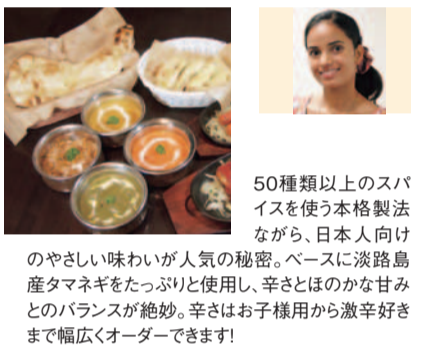 50種類以上のスパ
イスを使う本格製法
ながら、日本人向け
のやさしい味わいが人気の秘密。ベースに淡路島
産タマネギをたっぷりと使用し、辛さとほのかな甘み
とのバランスが絶妙。辛さはお子様用から激辛好き
まで幅広くオーダーできます!